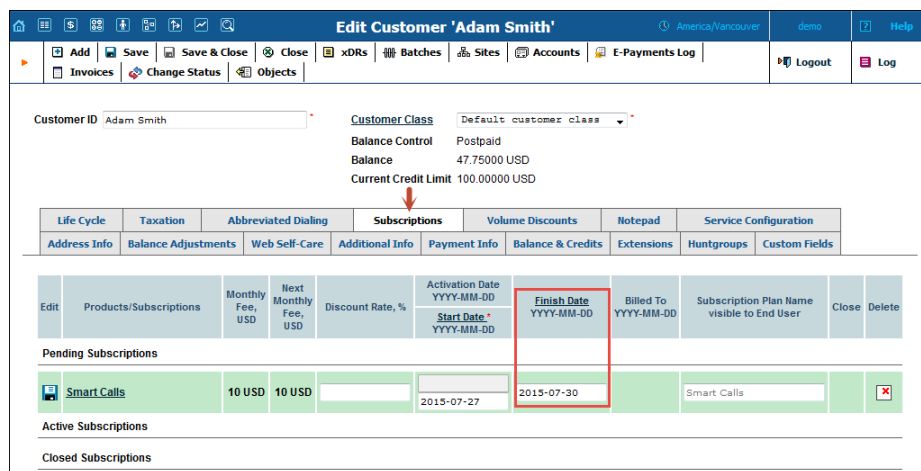 Edit Customer 'Adam Smith'
America/Vancouver
demo
? Help
Add
Save
Save & Close
Close
xDRs
Batches
Sites
Accounts
E-Payments Log
Invoices
Change Status
Objects
Logout
Log
Customer ID Adam Smith *
Customer Class Default customer class *
Balance Control Postpaid
Balance 47.75000 USD
Current Credit Limit 100.00000 USD
Life Cycle Taxation Abbreviated Dialing Subscriptions Volume Discounts Notepad Service Configuration
Address Info Balance Adjustments Web Self-Care Additional Info Payment Info Balance & Credits Extensions Huntgroups Custom Fields
Edit
Products/Subscriptions
Monthly
Fee,
USD
Next
Monthly
Fee,
USD
Discount Rate, %
Activation Date
YYYY-MM-DD
Start Date *
YYYY-MM-DD
Finish Date
YYYY-MM-DD
Billed To
YYYY-MM-DD
Subscription Plan Name
visible to End User
Close
Delete
Pending Subscriptions
Smart Calls 10 USD 10 USD 2015-07-27 2015-07-30 Smart Calls
Active Subscriptions
Closed Subscriptions